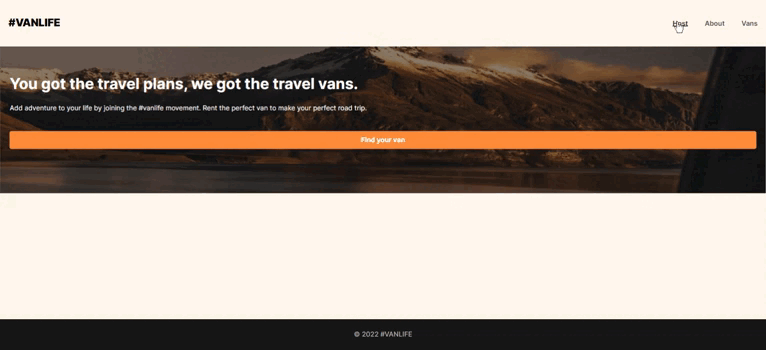 #VANLIFE
Host About Vans
You got the travel plans, we got the travel vans.
Add adventure to your life by joining the #vanlife movement. Rent the perfect van to make your perfect road trip.
Find your van
© 2022 #VANLIFE